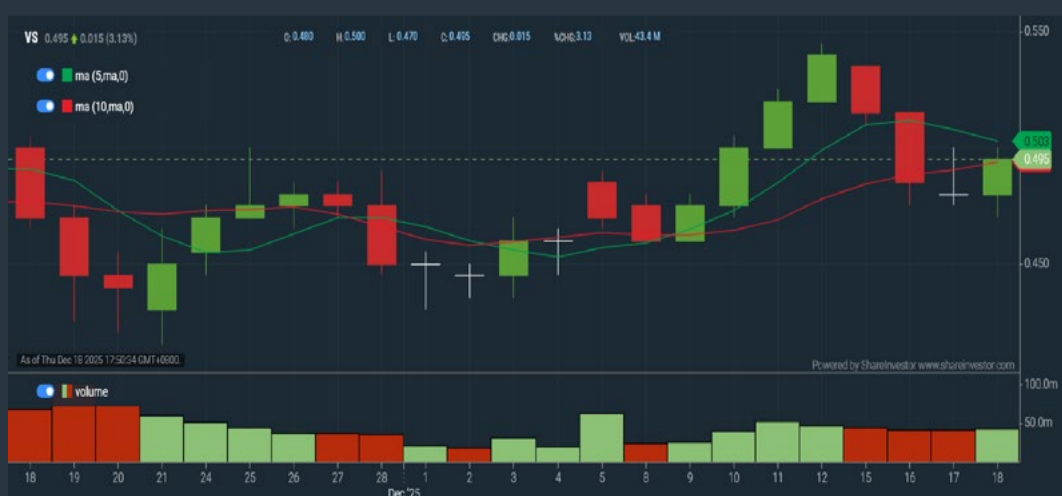 VS 0.495 0.015 (3.13%) O: 0.480 H: 0.500 L: 0.470 C: 0.495 CHG: 0.015 %CHG: 3.13 VOL: 43.4 M
ma (5,ma,0)
ma (10,ma,0)
0.550
0.503
0.495
0.450
As of Thu Dec 18 2025 17:50:34 GMT+0800.
Powered by ShareInvestor www.shareinvestor.com
volume
100.0m
50.0m
18 19 20 21 24 25 26 27 28 1 2 3 4 5 8 9 10 11 12 15 16 17 18
Dec '25